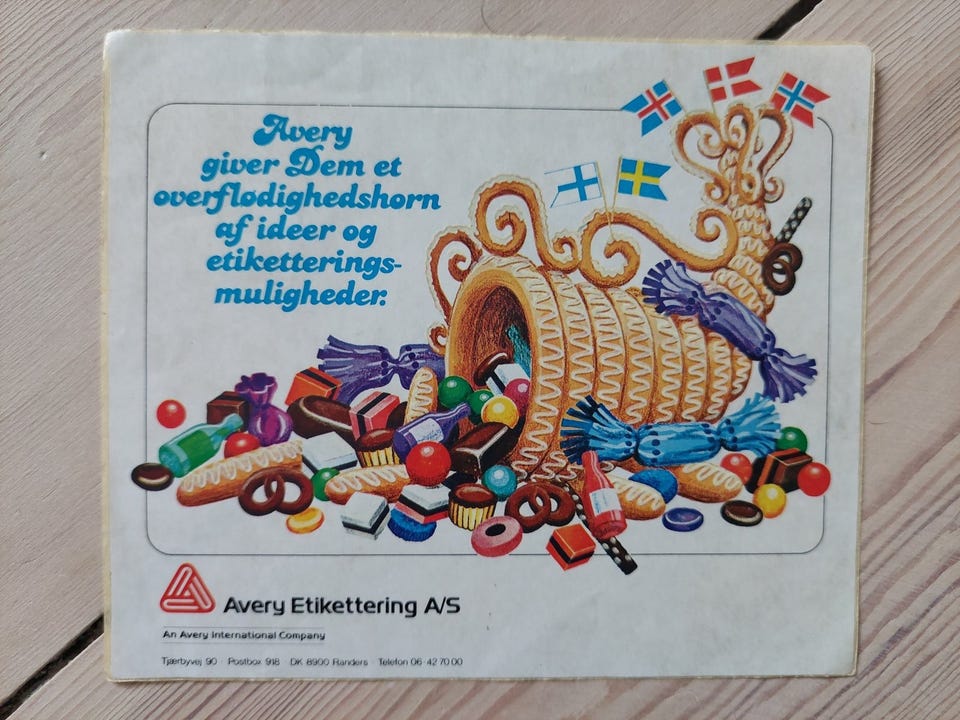 Avery
giver Dem et
overflødighedshorn
af ideer og
etiketterings-
muligheder.
Avery Etikettering A/S
An Avery International Company
Tjærbyvej 90 · Postbox 918 · DK 8900 Randers · Telefon 06 42 70 00